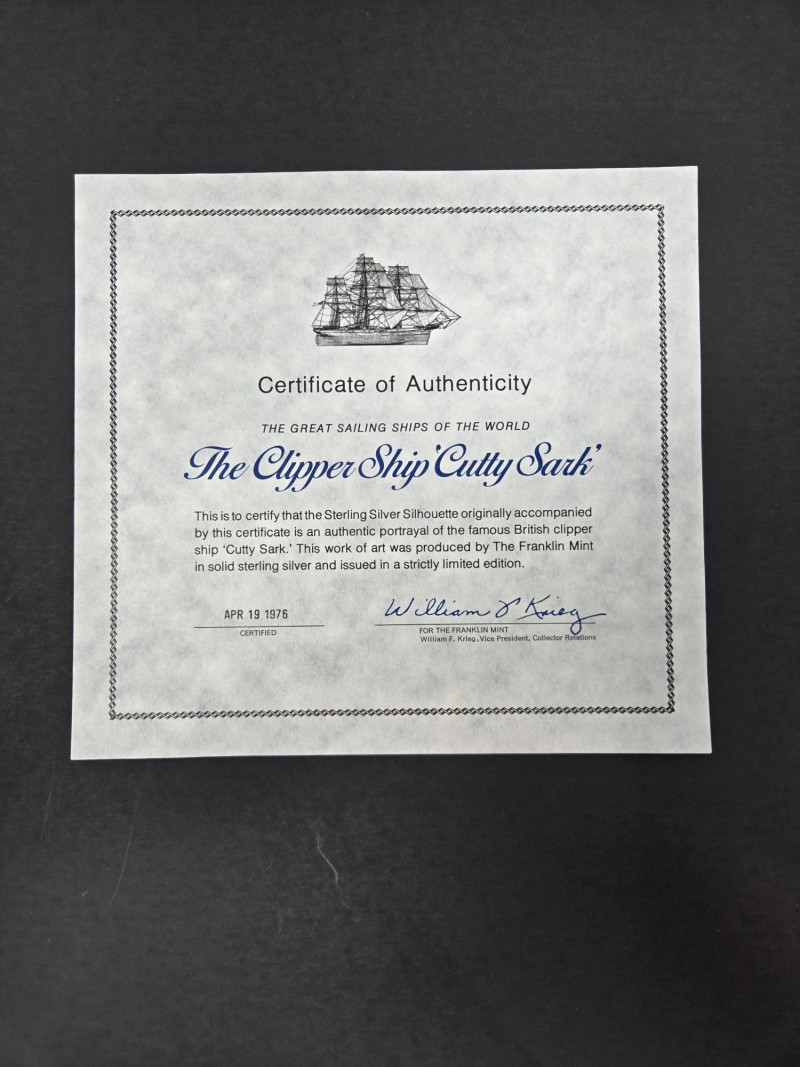 Certificate of Authenticity
THE GREAT SAILING SHIPS OF THE WORLD
The Clipper Ship 'Cutty Sark'
This is to certify that the Sterling Silver Silhouette originally accompanied
by this certificate is an authentic portrayal of the famous British clipper
ship ‘Cutty Sark.’ This work of art was produced by The Franklin Mint
in solid sterling silver and issued in a strictly limited edition.
APR 19 1976
CERTIFIED
William F Krieg
FOR THE FRANKLIN MINT
William F. Krieg, Vice President, Collector Relations